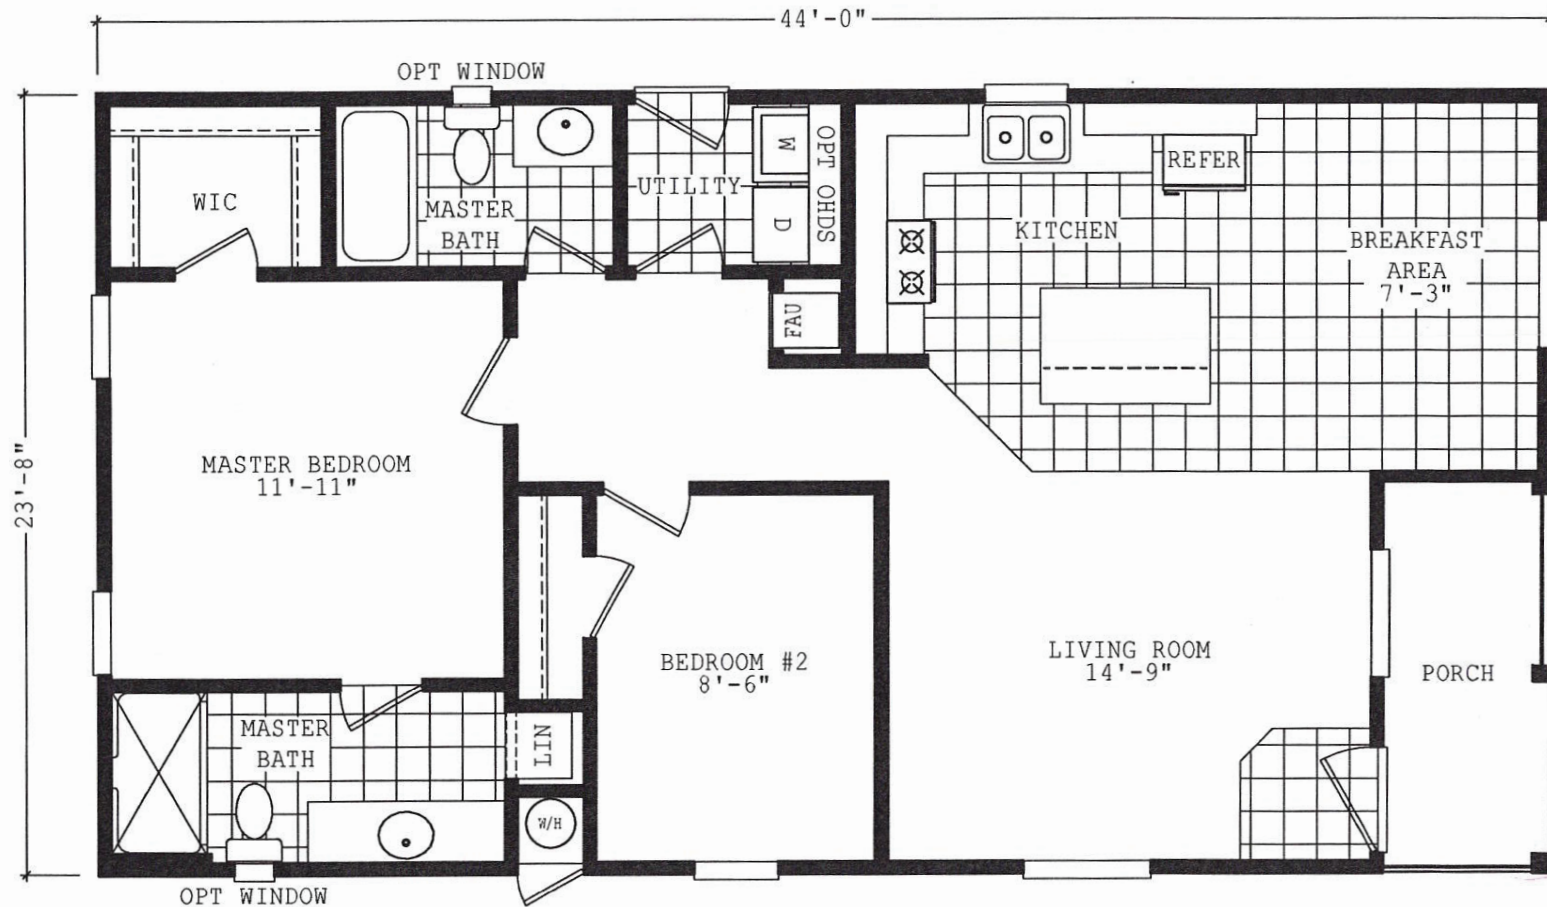 44'-0"
OPT WINDOW
23'-8"
WIC
MASTER
BATH
UTILITY
W
D
OPT OHDS
REFER
KITCHEN
BREAKFAST
AREA
7'-3"
FAU
MASTER BEDROOM
11'-11"
BEDROOM #2
8'-6"
LIVING ROOM
14'-9"
PORCH
MASTER
BATH
LIN
W/H
OPT WINDOW